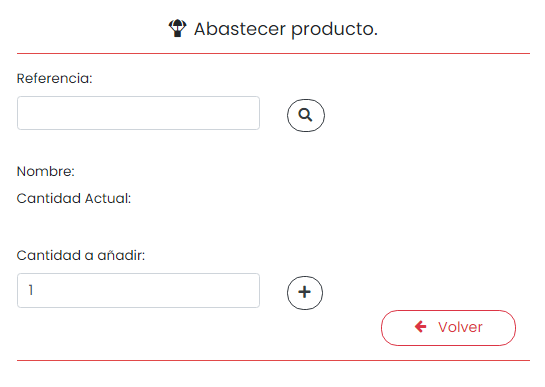 Abastecer producto.
Referencia:
Nombre:
Cantidad Actual:
Cantidad a añadir:
1
Volver